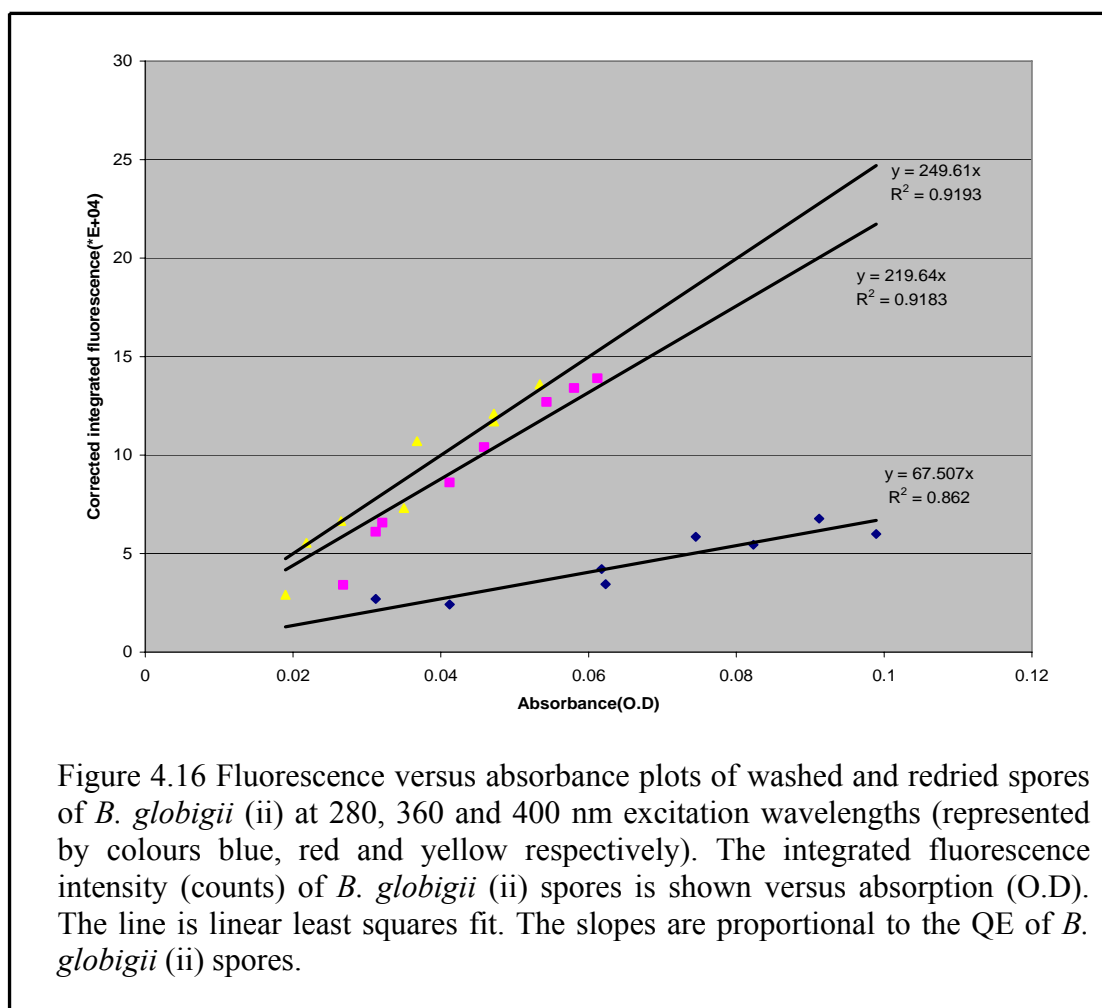 30
25
20
15
10
5
0
Corrected integrated fluorescence(*E+04)
y = 249.61x
R² = 0.9193
y = 219.64x
R² = 0.9183
y = 67.507x
R² = 0.862
0 0.02 0.04 0.06 0.08 0.1 0.12
Absorbance(O.D)
Figure 4.16 Fluorescence versus absorbance plots of washed and redried spores
of B. globigii (ii) at 280, 360 and 400 nm excitation wavelengths (represented
by colours blue, red and yellow respectively). The integrated fluorescence
intensity (counts) of B. globigii (ii) spores is shown versus absorption (O.D).
The line is linear least squares fit. The slopes are proportional to the QE of B.
globigii (ii) spores.